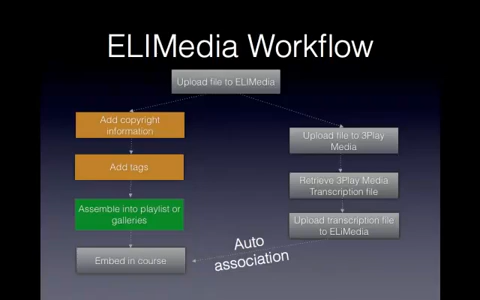 ELIMedia Workflow
Upload file to ELIMedia
Add copyright
information
Add tags
Assemble into playlist or
galleries
Embed in course
Upload file to 3Play
Media
Retrieve 3Play Media
Transcription file
Upload transcription file
to ELiMedia
Auto
association